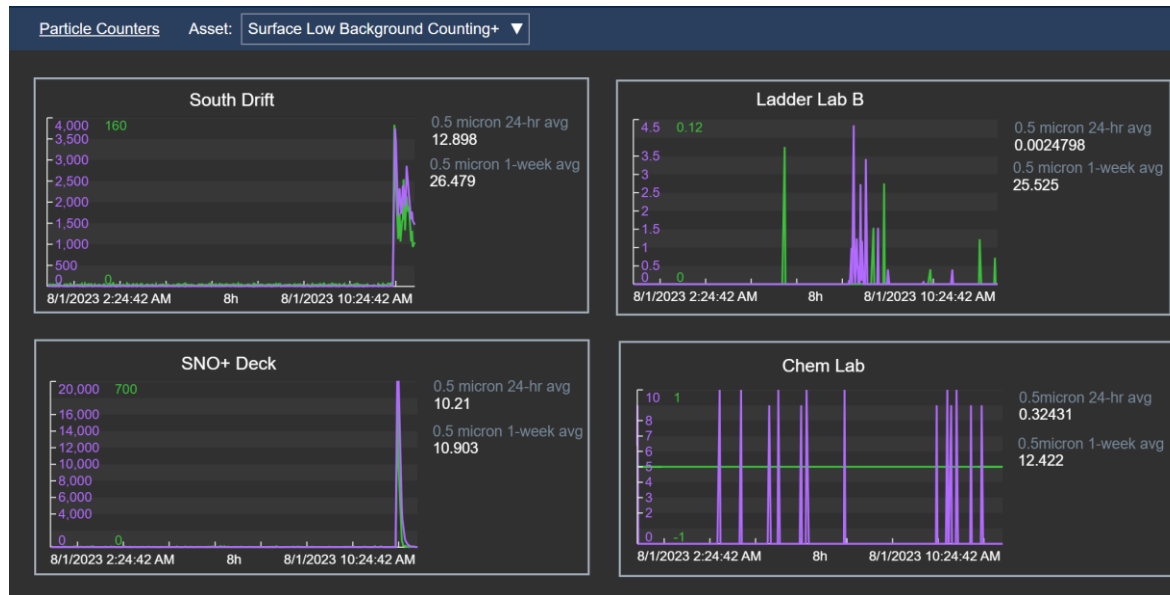 Particle Counters Asset: Surface Low Background Counting+ ▼
South Drift
4,000 160
3,500
3,000
2,500
2,000
1,500
1,000
500
0 0
8/1/2023 2:24:42 AM 8h 8/1/2023 10:24:42 AM
0.5 micron 24-hr avg
12.898
0.5 micron 1-week avg
26.479
Ladder Lab B
4.5 0.12
3.5
3
2.5
2
1.5
1
0.5
0 0
8/1/2023 2:24:42 AM 8h 8/1/2023 10:24:42 AM
0.5 micron 24-hr avg
0.0024798
0.5 micron 1-week avg
25.525
SNO+ Deck
20,000 700
16,000
14,000
12,000
10,000
8,000
6,000
4,000
0 0
8/1/2023 2:24:42 AM 8h 8/1/2023 10:24:42 AM
0.5 micron 24-hr avg
10.21
0.5 micron 1-week avg
10.903
Chem Lab
10 1
8
7
6
5
4
3
2
0 -1
8/1/2023 2:24:42 AM 8h 8/1/2023 10:24:42 AM
0.5micron 24-hr avg
0.32431
0.5micron 1-week avg
12.422